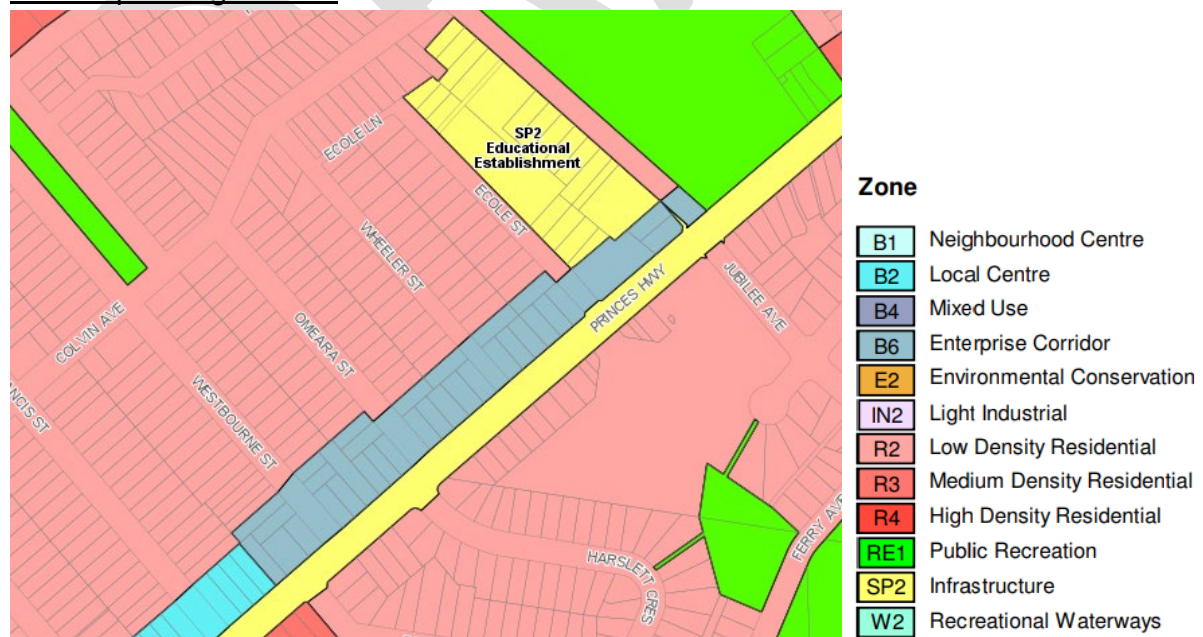 SP2
Educational
Establishment
ECOLE LN
ECOLE ST
WHEELER ST
PRINCES HWY
JUBILEE AVE
COLVIN AVE
OMEARA ST
WESTBOURNE ST
NCIS ST
HARSLETT CRES
FERRY AVE
Zone
B1 Neighbourhood Centre
B2 Local Centre
B4 Mixed Use
B6 Enterprise Corridor
E2 Environmental Conservation
IN2 Light Industrial
R2 Low Density Residential
R3 Medium Density Residential
R4 High Density Residential
RE1 Public Recreation
SP2 Infrastructure
W2 Recreational Waterways